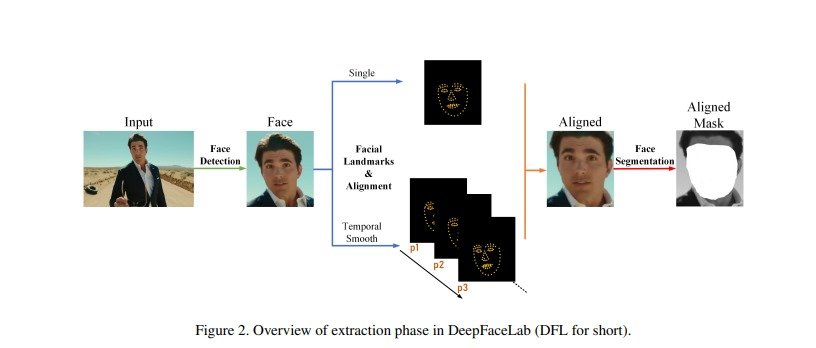 Input
Face
Detection
Face
Single
Facial
Landmarks
&
Alignment
Temporal
Smooth
p1
p2
p3
Aligned
Face
Segmentation
Aligned
Mask
Figure 2. Overview of extraction phase in DeepFaceLab (DFL for short).